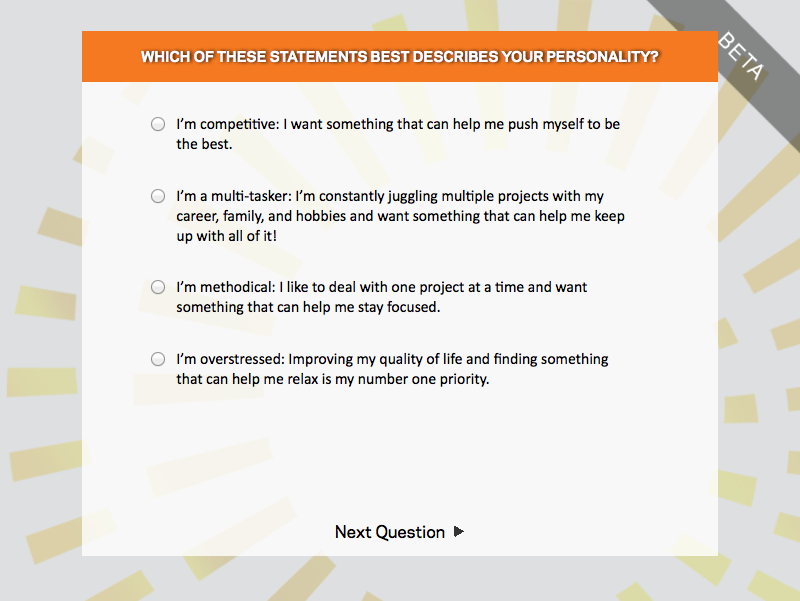 WHICH OF THESE STATEMENTS BEST DESCRIBES YOUR PERSONALITY?
BETA
I'm competitive: I want something that can help me push myself to be
the best.
I'm a multi-tasker: I'm constantly juggling multiple projects with my
career, family, and hobbies and want something that can help me keep
up with all of it!
I'm methodical: I like to deal with one project at a time and want
something that can help me stay focused.
I'm overstressed: Improving my quality of life and finding something
that can help me relax is my number one priority.
Next Question